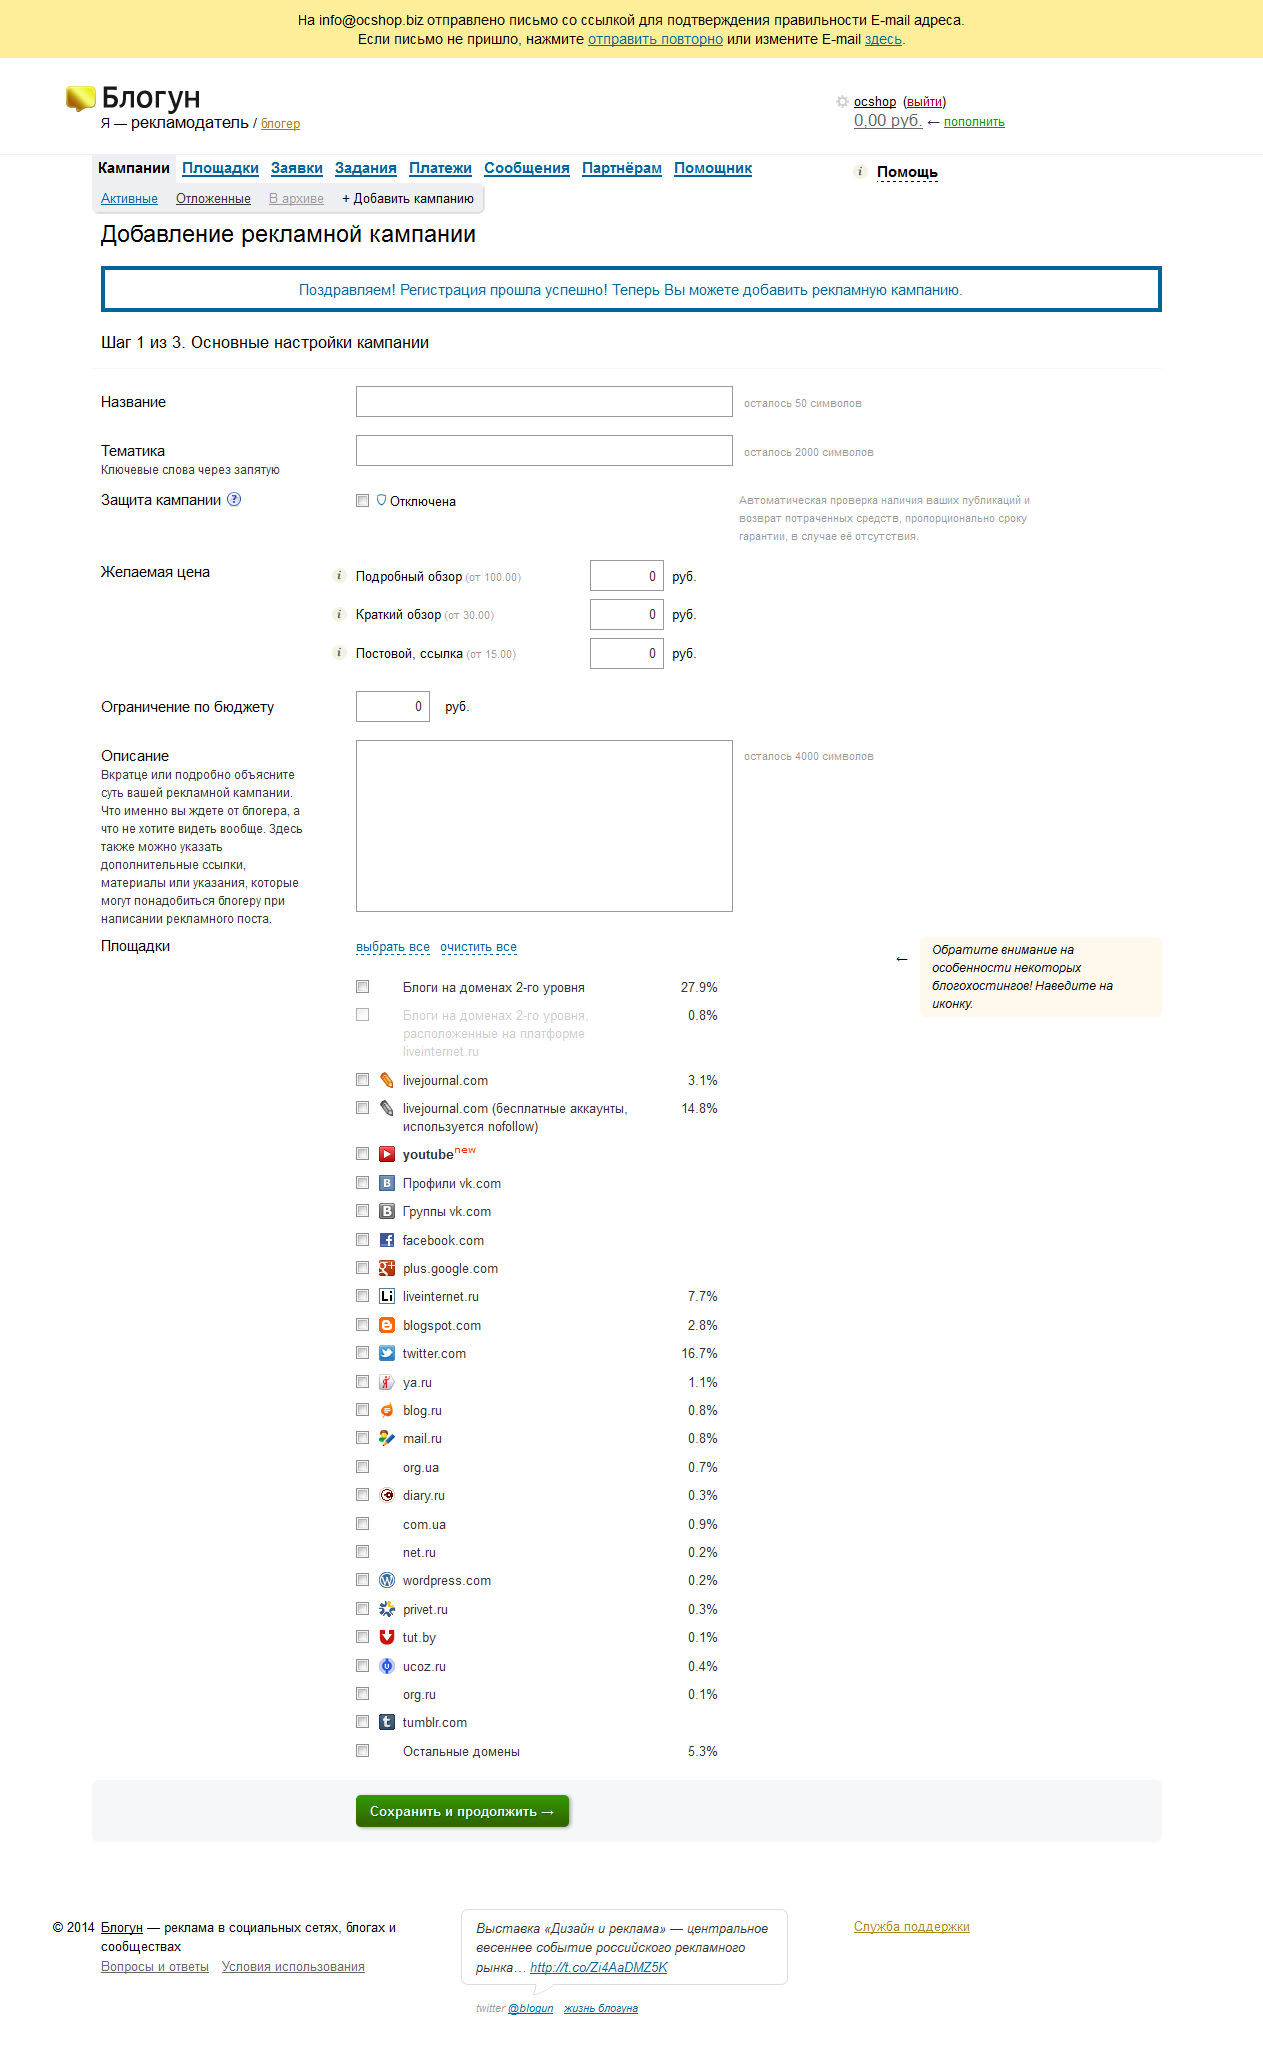 На info@ocshop.biz отправлено письмо со ссылкой для подтверждения правильности E-mail адреса.
Если письмо не пришло, нажмите отправить повторно или измените E-mail здесь.
Блогун
Я — рекламодатель / блогер
ocshop (выйти)
0,00 руб. ← пополнить
Кампании Площадки Заявки Задания Платежи Сообщения Партнёрам Помощник
i Помощь
Активные Отложенные В архиве + Добавить кампанию
Добавление рекламной кампании
Поздравляем! Регистрация прошла успешно! Теперь Вы можете добавить рекламную кампанию.
Шаг 1 из 3. Основные настройки кампании
Название осталось 50 символов
Тематика осталось 2000 символов
Ключевые слова через запятую
Защита кампании ? Отключена
Автоматическая проверка наличия ваших публикаций и
возврат потраченных средств, пропорционально сроку
гарантии, в случае её отсутствия.
Желаемая цена i Подробный обзор (от 100.00) 0 руб.
i Краткий обзор (от 30.00) 0 руб.
i Постовой, ссылка (от 15.00) 0 руб.
Ограничение по бюджету 0 руб.
Описание осталось 4000 символов
Вкратце или подробно объясните
суть вашей рекламной кампании.
Что именно вы ждете от блогера, а
что не хотите видеть вообще. Здесь
также можно указать
дополнительные ссылки,
материалы или указания, которые
могут понадобиться блогеру при
написании рекламного поста.
Площадки выбрать все очистить все
← Обратите внимание на
особенности некоторых
блогохостингов! Наведите на
иконку.
Блоги на доменах 2-го уровня 27.9%
Блоги на доменах 2-го уровня, 0.8%
расположенные на платформе
liveinternet.ru
livejournal.com 3.1%
livejournal.com (бесплатные аккаунты, 14.8%
используется nofollow)
youtube new
B Профили vk.com
B Группы vk.com
f facebook.com
g+ plus.google.com
Li liveinternet.ru 7.7%
blogspot.com 2.8%
twitter.com 16.7%
Я ya.ru 1.1%
blog.ru 0.8%
mail.ru 0.8%
org.ua 0.7%
diary.ru 0.3%
com.ua 0.9%
net.ru 0.2%
W wordpress.com 0.2%
privet.ru 0.3%
tut.by 0.1%
ucoz.ru 0.4%
org.ru 0.1%
t tumblr.com
Остальные домены 5.3%
Сохранить и продолжить →
© 2014 Блогун — реклама в социальных сетях, блогах и
сообществах
Вопросы и ответы Условия использования
Выставка «Дизайн и реклама» — центральное
весеннее событие российского рекламного
рынка… http://t.co/Zi4AaDMZ5K
twitter @blogun жизнь блогуна
Служба поддержки